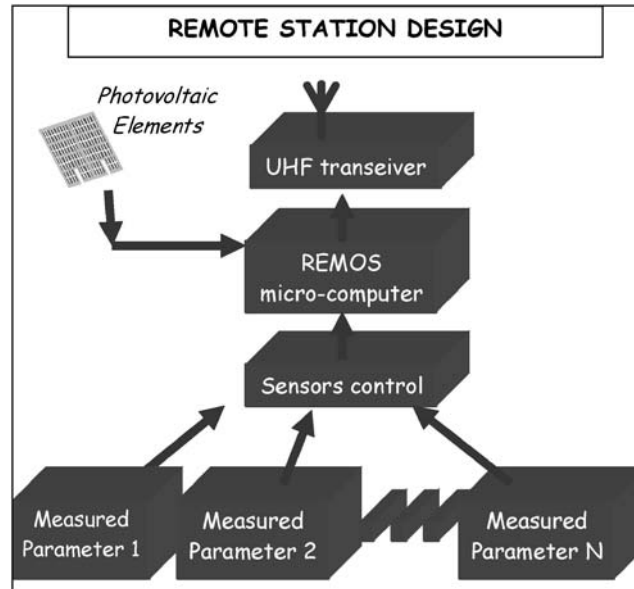 REMOTE STATION DESIGN
Photovoltaic
Elements
UHF transeiver
REMOS
micro-computer
Sensors control
Measured
Parameter 1
Measured
Parameter 2
Measured
Parameter N